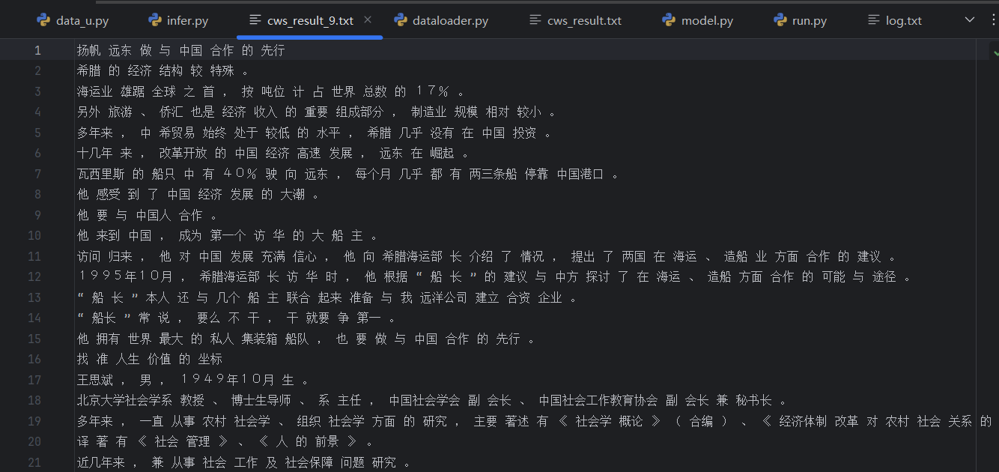 data_u.py infer.py cws_result_9.txt dataloader.py cws_result.txt model.py run.py log.txt
1 扬帆 远东 做 与 中国 合作 的 先行
2 希腊 的 经济 结构 较 特殊 。
3 海运业 雄踞 全球 之 首 ， 按 吨位 计 占 世界 总数 的 １７％ 。
4 另外 旅游 、 侨汇 也是 经济 收入 的 重要 组成部分 ， 制造业 规模 相对 较小 。
5 多年来 ， 中 希贸易 始终 处于 较低 的 水平 ， 希腊 几乎 没有 在 中国 投资 。
6 十几年 来 ， 改革开放 的 中国 经济 高速 发展 ， 远东 在 崛起 。
7 瓦西里斯 的 船只 中 有 ４０％ 驶 向 远东 ， 每个月 几乎 都 有 两三条船 停靠 中国港口 。
8 他 感受 到 了 中国 经济 发展 的 大潮 。
9 他 要 与 中国人 合作 。
10 他 来到 中国 ， 成为 第一个 访 华 的 大 船 主 。
11 访问 归来 ， 他 对 中国 发展 充满 信心 ， 他 向 希腊海运部 长 介绍 了 情况 ， 提出 了 两国 在 海运 、 造船 业 方面 合作 的 建议 。
12 １９９５年１０月 ， 希腊海运部 长 访 华 时 ， 他 根据 “ 船 长 ” 的 建议 与 中方 探讨 了 在 海运 、 造船 方面 合作 的 可能 与 途径 。
13 “ 船 长 ” 本人 还 与 几个 船 主 联合 起来 准备 与 我 远洋公司 建立 合资 企业 。
14 “ 船长 ” 常 说 ， 要么 不 干 ， 干 就要 争 第一 。
15 他 拥有 世界 最大 的 私人 集装箱 船队 ， 也 要 做 与 中国 合作 的 先行 。
16 找 准 人生 价值 的 坐标
17 王思斌 ， 男 ， １９４９年１０月 生 。
18 北京大学社会学系 教授 、 博士生导师 、 系 主任 ， 中国社会学会 副 会长 、 中国社会工作教育协会 副 会长 兼 秘书长 。
19 多年来 ， 一直 从事 农村 社会学 、 组织 社会学 方面 的 研究 ， 主要 著述 有 《 社会学 概论 》 （ 合编 ） 、 《 经济体制 改革 对 农村 社会 关系 的
20 译 著 有 《 社会 管理 》 、 《 人 的 前景 》 。
21 近几年来 ， 兼 从事 社会 工作 及 社会保障 问题 研究 。